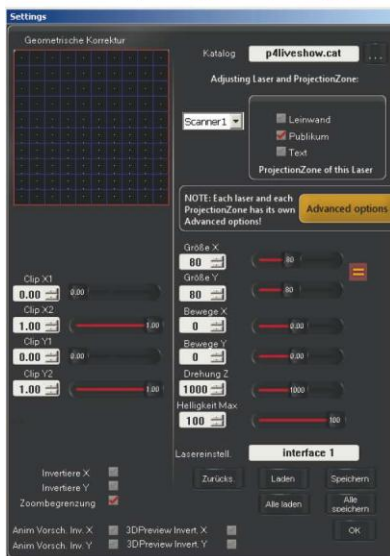 Settings
Geometrische Korrektur
Katalog
p4liveshow.cat
...
Adjusting Laser and ProjectionZone:
Scanner1
Leinwand
Publikum
Text
ProjectionZone of this Laser
NOTE: Each laser and each
ProjectionZone has its own
Advanced options!
Advanced options
Größe X
80
80
Größe Y
80
80
Bewege X
0
0.00
Bewege Y
0
0.00
Drehung Z
1000
1000
Helligkeit Max
100
100
Clip X1
0.00
0.00
Clip X2
1.00
1.00
Clip Y1
0.00
0.00
Clip Y2
1.00
1.00
Lasereinstell.
interface 1
Invertiere X
Invertiere Y
Zoombegrenzung
Zurücks.
Laden
Speichern
Alle laden
Alle
speichern
Anim Vorsch. Inv. X
3DPreview Invert. X
Anim Vorsch. Inv. Y
3DPreview Invert. Y
OK